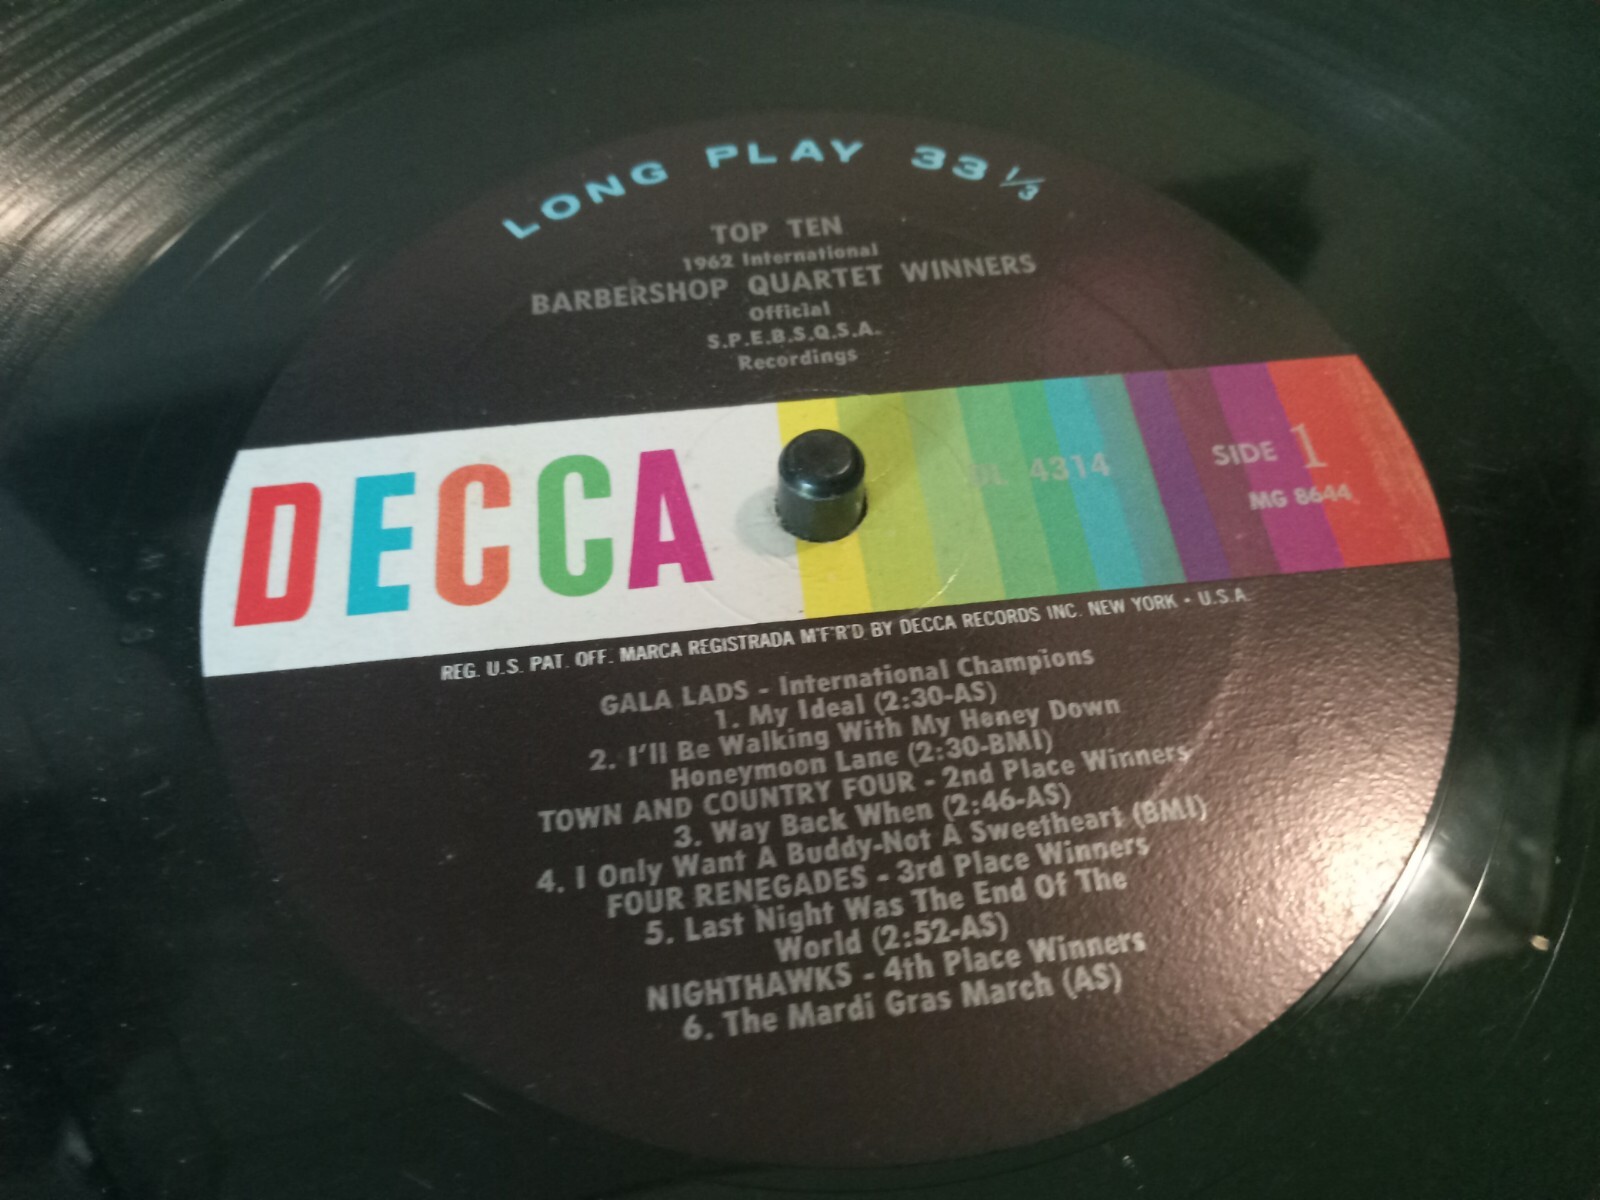 LONG PLAY 33 1/3
TOP TEN
1962 International
BARBERSHOP QUARTET WINNERS
Official
S.P.E.B.S.Q.S.A.
Recordings
DECCA
DL 4314
SIDE 1
MG 8644
REG. U.S. PAT. OFF. MARCA REGISTRADA M'F'R'D BY DECCA RECORDS INC. NEW YORK - U.S.A.
GALA LADS - International Champions
1. My Ideal (2:30-AS)
2. I'll Be Walking With My Honey Down
Honeymoon Lane (2:30-BMI)
TOWN AND COUNTRY FOUR - 2nd Place Winners
3. Way Back When (2:46-AS)
4. I Only Want A Buddy-Not A Sweetheart (BMI)
FOUR RENEGADES - 3rd Place Winners
5. Last Night Was The End Of The
World (2:52-AS)
NIGHTHAWKS - 4th Place Winners
6. The Mardi Gras March (AS)